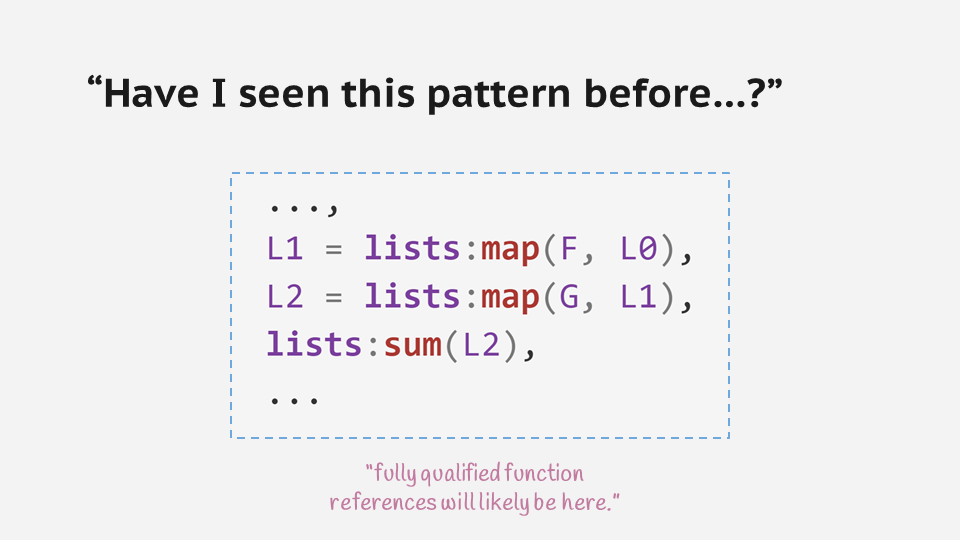 “Have I seen this pattern before...?”
...,
L1 = lists:map(F, L0),
L2 = lists:map(G, L1),
lists:sum(L2),
...
“fully qualified function
references will likely be here.”